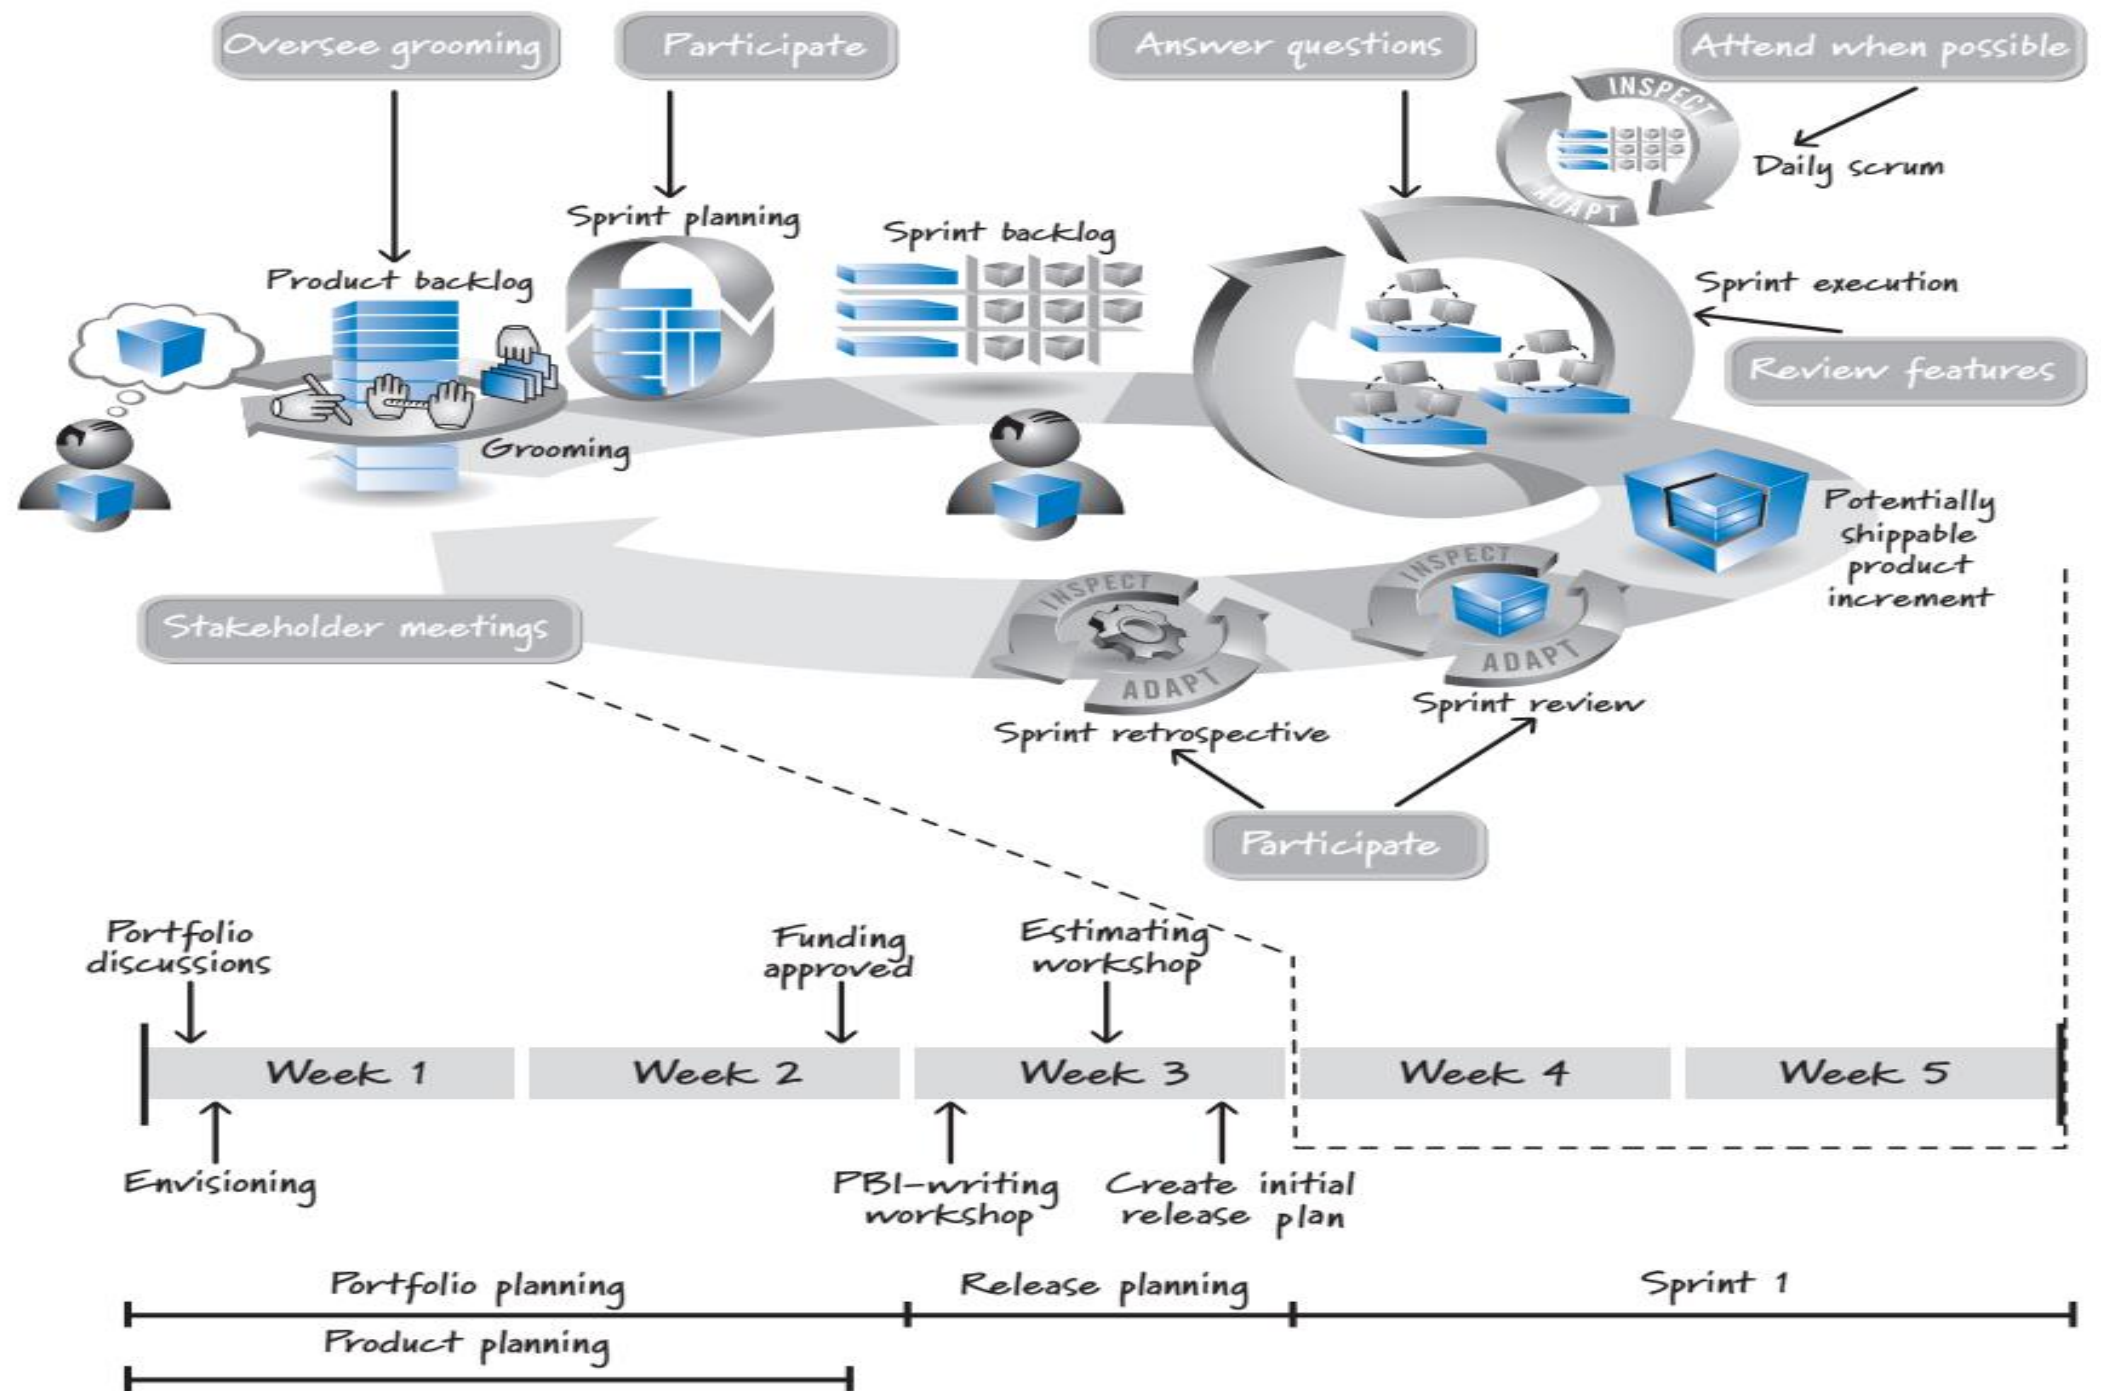 Oversee grooming
Participate
Answer questions
Attend when possible
INSPECT
ADAPT
Daily scrum
Sprint planning
Sprint backlog
Product backlog
Sprint execution
Review features
Grooming
Potentially
shippable
product
increment
INSPECT
ADAPT
INSPECT
ADAPT
Stakeholder meetings
Sprint review
Sprint retrospective
Participate
Portfolio
discussions
Funding
approved
Estimating
workshop
Week 1
Week 2
Week 3
Week 4
Week 5
Envisioning
PBI-writing
workshop
Create initial
release plan
Portfolio planning
Release planning
Sprint 1
Product planning